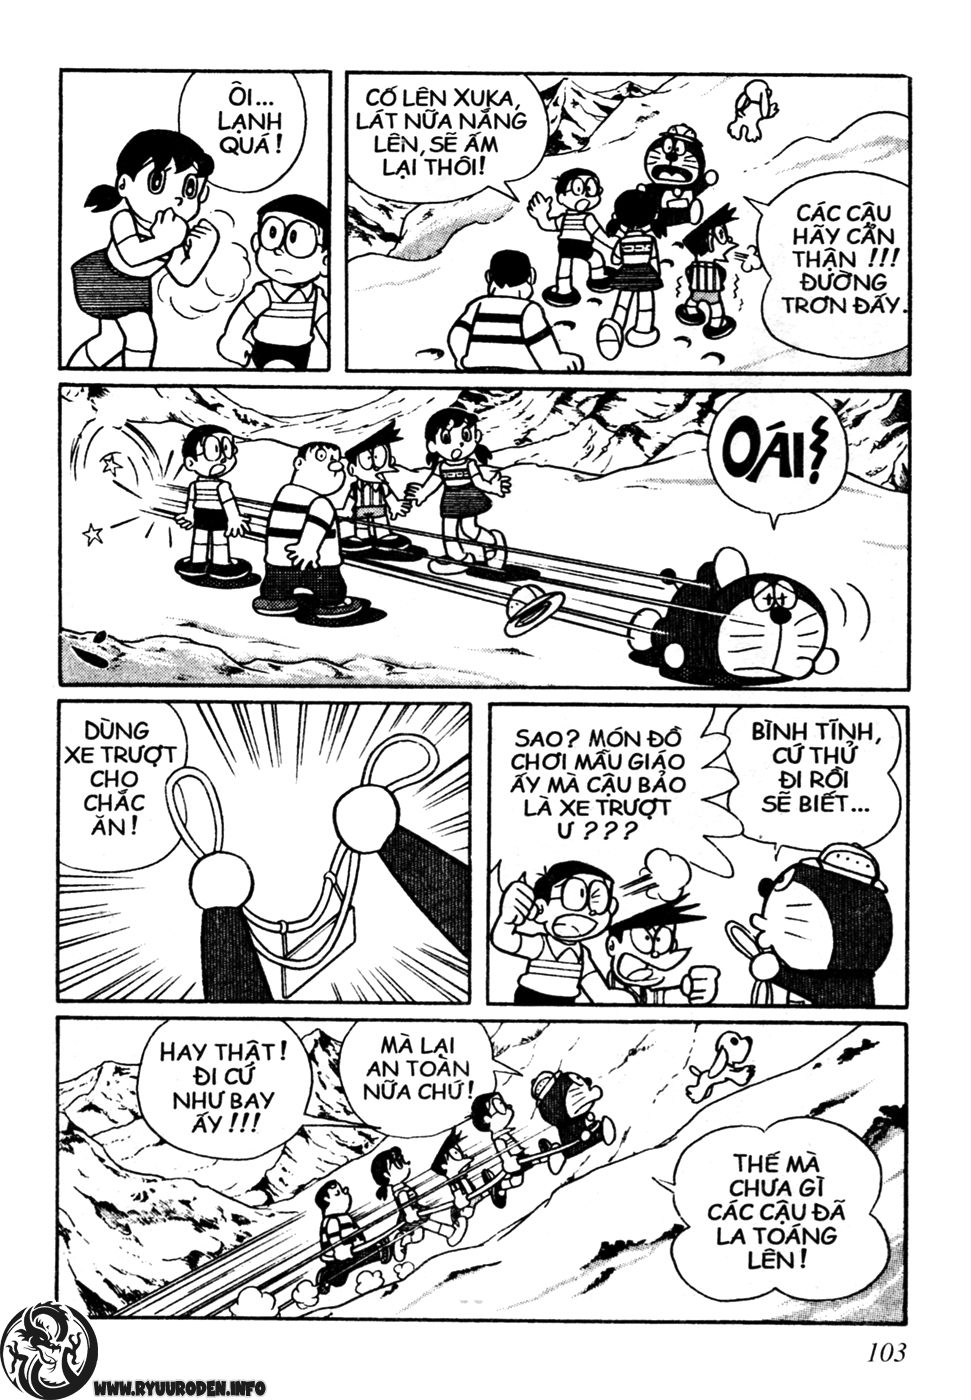 ÔI...
LẠNH
QUÁ!
CỐ LÊN XUKA,
LÁT NỮA NẮNG
LÊN, SẼ ẤM
LẠI THÔI!
CÁC CẬU
HÃY CẨN
THẬN !!!
ĐƯỜNG
TRƠN ĐẤY.
OÁI!
DÙNG
XE TRƯỢT
CHO
CHẮC
ĂN!
SAO? MÓN ĐỒ
CHƠI MẪU GIÁO
ẤY MÀ CẬU BẢO
LÀ XE TRƯỢT
Ư ???
BÌNH TĨNH,
CỨ THỬ
ĐI RỒI
SẼ BIẾT...
HAY THẬT!
ĐI CỨ
NHƯ BAY
ẤY !!!
MÀ LẠI
AN TOÀN
NỮA CHỨ!
THẾ MÀ
CHƯA GÌ
CÁC CẬU ĐÃ
LA TOÁNG
LÊN!
103
WWW.RYUURODEN.INFO